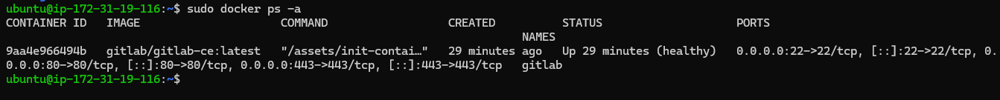 ubuntu@ip-172-31-19-116:~$ sudo docker ps -a
CONTAINER ID   IMAGE                     COMMAND                  CREATED          STATUS                    PORTS
                                                                             NAMES
9aa4e966494b   gitlab/gitlab-ce:latest   "/assets/init-contai…"   29 minutes ago   Up 29 minutes (healthy)   0.0.0.0:22->22/tcp, [::]:22->22/tcp, 0.
0.0.0:80->80/tcp, [::]:80->80/tcp, 0.0.0.0:443->443/tcp, [::]:443->443/tcp   gitlab
ubuntu@ip-172-31-19-116:~$